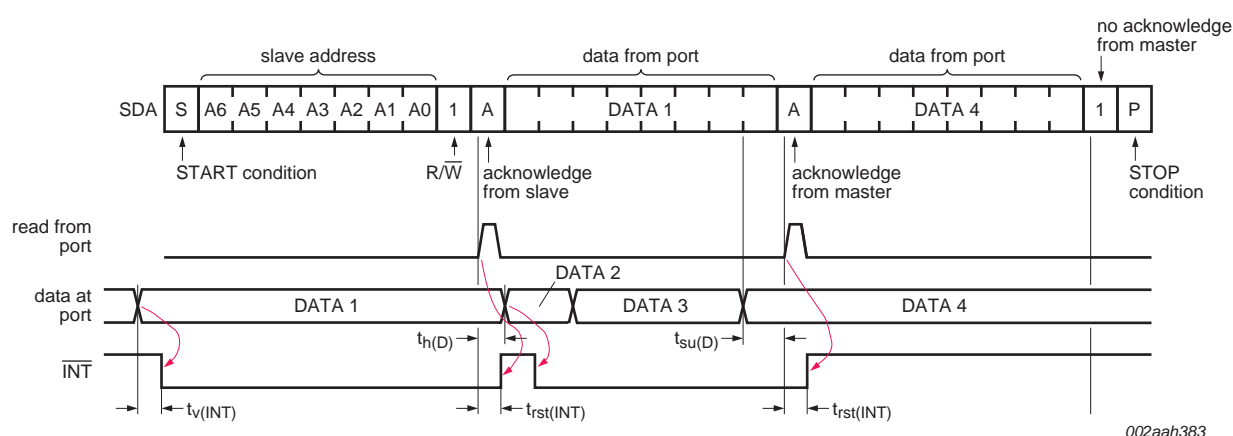 no acknowledge
from master
slave address
data from port
data from port
SDA
S A6 A5 A4 A3 A2 A1 A0 1 A DATA 1 A DATA 4 1 P
START condition
R/W̅
acknowledge
from slave
acknowledge
from master
STOP
condition
read from
port
DATA 2
data at
port
DATA 1
DATA 3
DATA 4
th(D)
tsu(D)
I̅N̅T̅
tv(INT)
trst(INT)
trst(INT)
002aah383